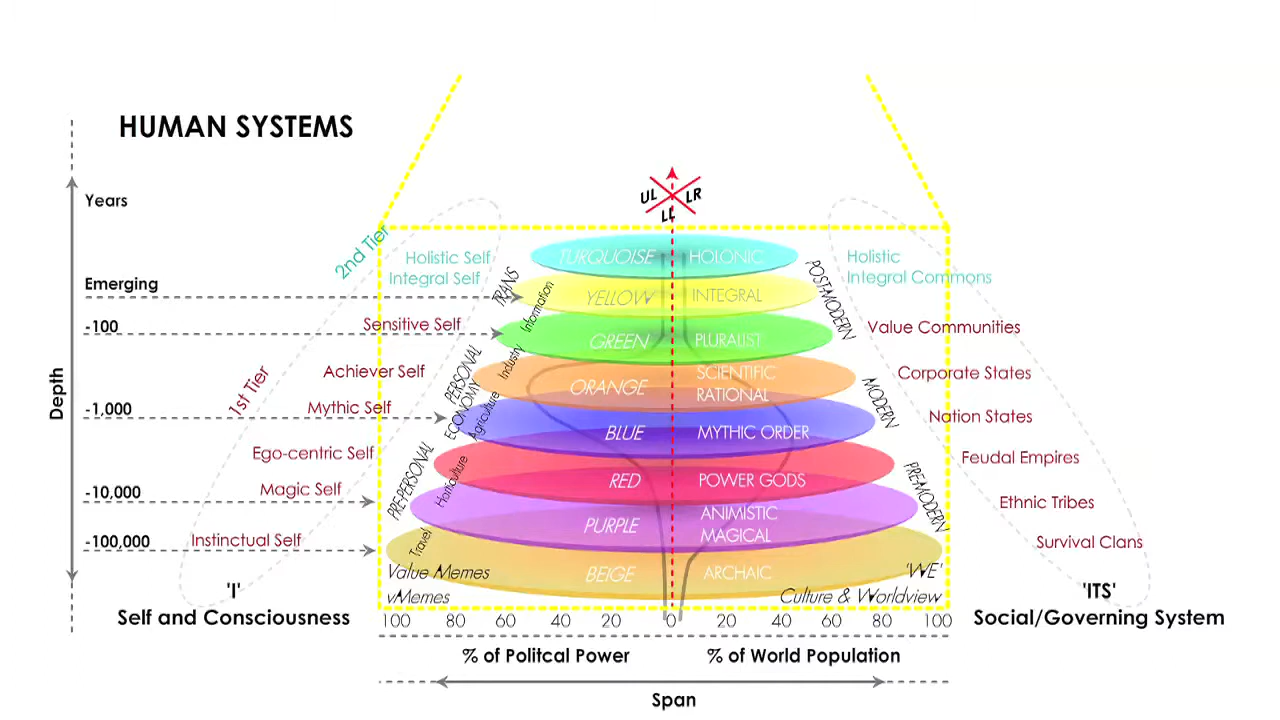 HUMAN SYSTEMS
Years
UL
LR
LL
2nd Tier
Holistic Self
Integral Self
TURQUOISE
HOLONIC
Holistic
Integral Commons
Emerging
TRANS
Information
YELLOW
INTEGRAL
POST-MODERN
-100
Sensitive Self
GREEN
PLURALIST
Value Communities
1st Tier
Achiever Self
PERSONAL
Industry
ORANGE
SCIENTIFIC
RATIONAL
Corporate States
Depth
-1,000
Mythic Self
ECONOMY
Agriculture
BLUE
MYTHIC ORDER
MODERN
Nation States
Ego-centric Self
PRE-PERSONAL
Horticulture
RED
POWER GODS
Feudal Empires
-10,000
Magic Self
PURPLE
ANIMISTIC
MAGICAL
PRE-MODERN
Ethnic Tribes
-100,000
Instinctual Self
Travel
BEIGE
ARCHAIC
Survival Clans
Value Memes
vMemes
'WE'
Culture & Worldview
'I'
Self and Consciousness
'ITS'
Social/Governing System
100 80 60 40 20 0 20 40 60 80 100
% of Politcal Power
% of World Population
Span